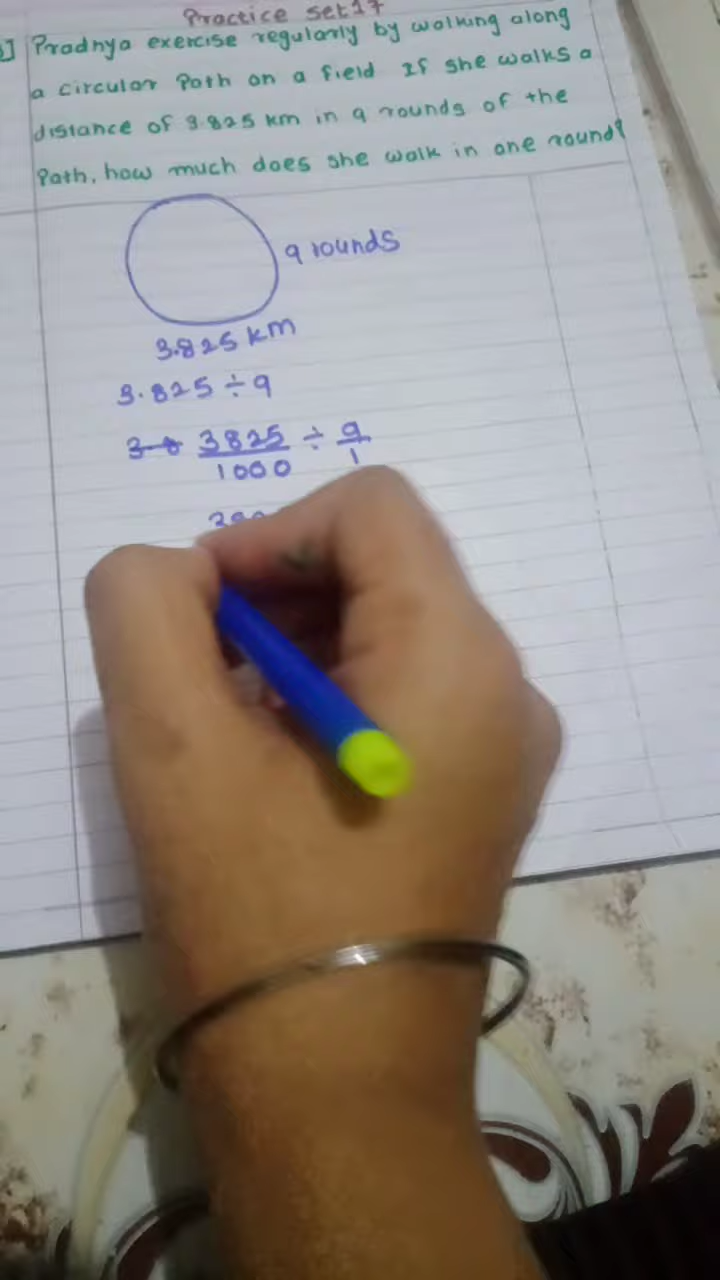 Practice Set 17
Pradnya exercise regularly by walking along
a circular Path on a field If she walks a
distance of 3.825 km in 9 rounds of the
Path, how much does she walk in one round?
9 rounds
3.825 km
3.825 ÷ 9
3825/1000 ÷ 9/1